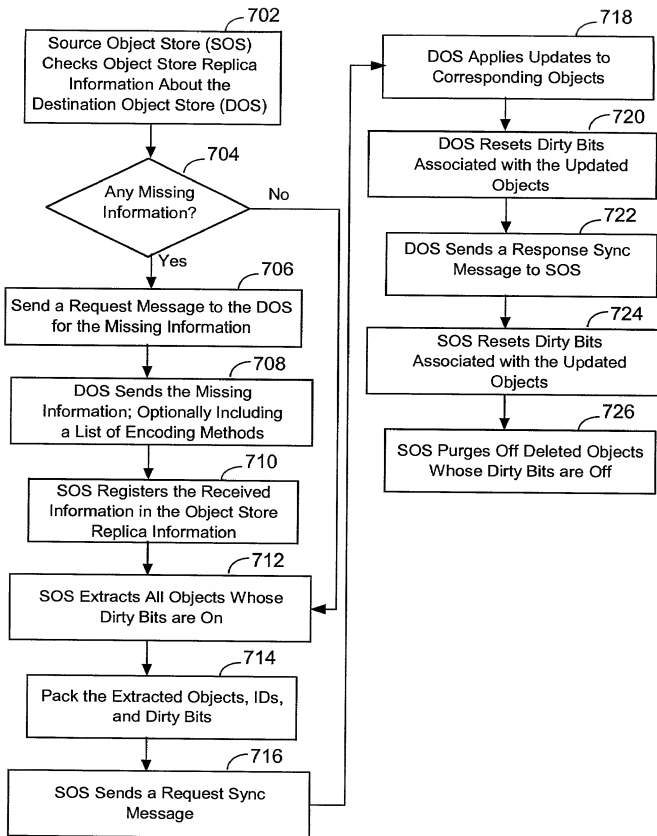 702
Source Object Store (SOS)
Checks Object Store Replica
Information About the
Destination Object Store (DOS)
704
Any Missing
Information?
No
Yes
706
Send a Request Message to the DOS
for the Missing Information
708
DOS Sends the Missing
Information; Optionally Including
a List of Encoding Methods
710
SOS Registers the Received
Information in the Object Store
Replica Information
712
SOS Extracts All Objects Whose
Dirty Bits are On
714
Pack the Extracted Objects, IDs,
and Dirty Bits
716
SOS Sends a Request Sync
Message
718
DOS Applies Updates to
Corresponding Objects
720
DOS Resets Dirty Bits
Associated with the Updated
Objects
722
DOS Sends a Response Sync
Message to SOS
724
SOS Resets Dirty Bits
Associated with the Updated
Objects
726
SOS Purges Off Deleted Objects
Whose Dirty Bits are Off